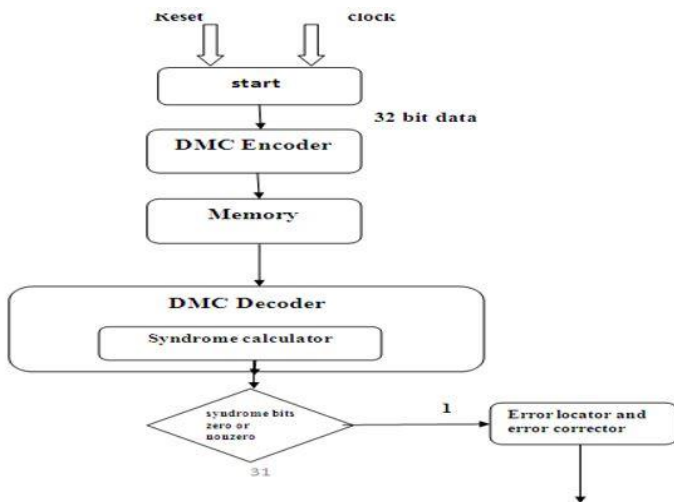 Reset
clock
start
32 bit data
DMC Encoder
Memory
DMC Decoder
Syndrome calculator
syndrome bits
zero or
nonzero
1
Error locator and
error corrector
31